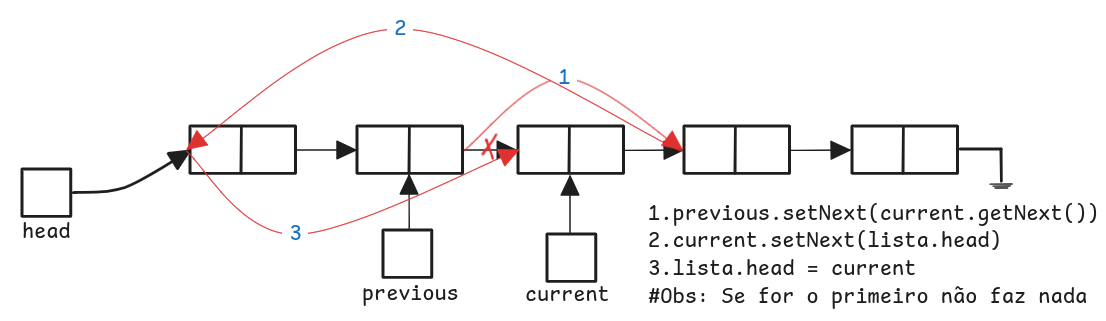 2
1
head
3
previous
current
1.previous.setNext(current.getNext())
2.current.setNext(lista.head)
3.lista.head = current
#Obs: Se for o primeiro não faz nada